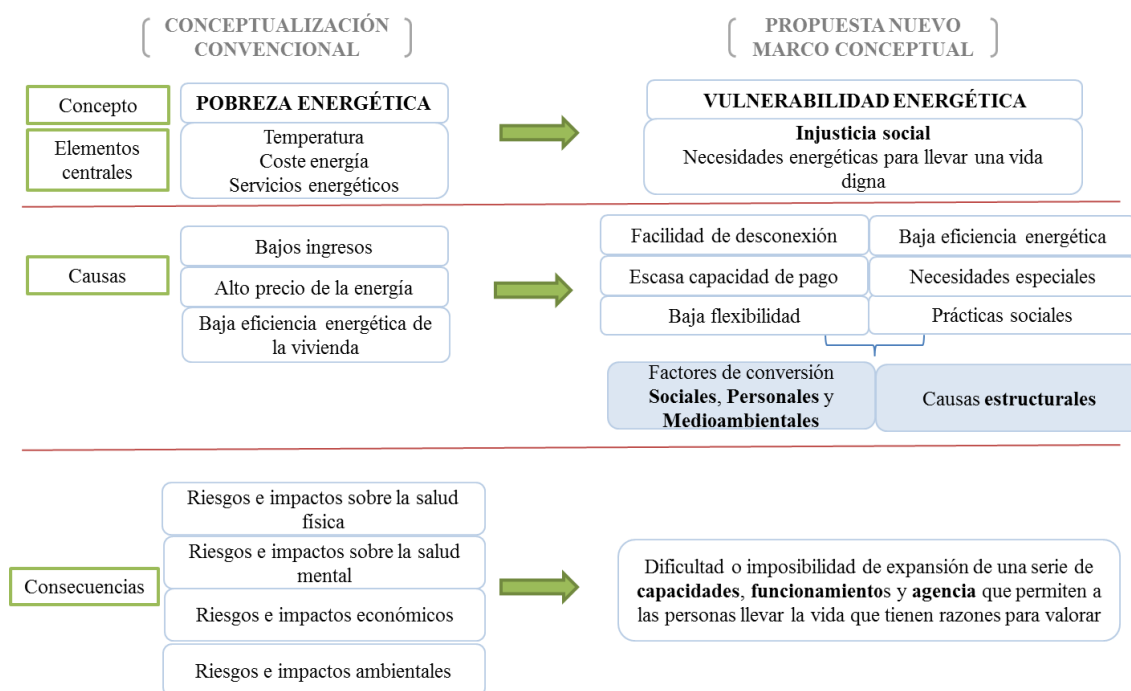 CONCEPTUALIZACIÓN
CONVENCIONAL
PROPUESTA NUEVO
MARCO CONCEPTUAL
Concepto
POBREZA ENERGÉTICA
VULNERABILIDAD ENERGÉTICA
Elementos
centrales
Temperatura
Coste energía
Servicios energéticos
Injusticia social
Necesidades energéticas para llevar una vida
digna
Causas
Bajos ingresos
Alto precio de la energía
Baja eficiencia energética de
la vivienda
Facilidad de desconexión
Baja eficiencia energética
Escasa capacidad de pago
Necesidades especiales
Baja flexibilidad
Prácticas sociales
Factores de conversión
Sociales, Personales y
Medioambientales
Causas estructurales
Consecuencias
Riesgos e impactos sobre la salud
física
Riesgos e impactos sobre la salud
mental
Riesgos e impactos económicos
Riesgos e impactos ambientales
Dificultad o imposibilidad de expansión de una serie de
capacidades, funcionamientos y agencia que permiten a
las personas llevar la vida que tienen razones para valorar